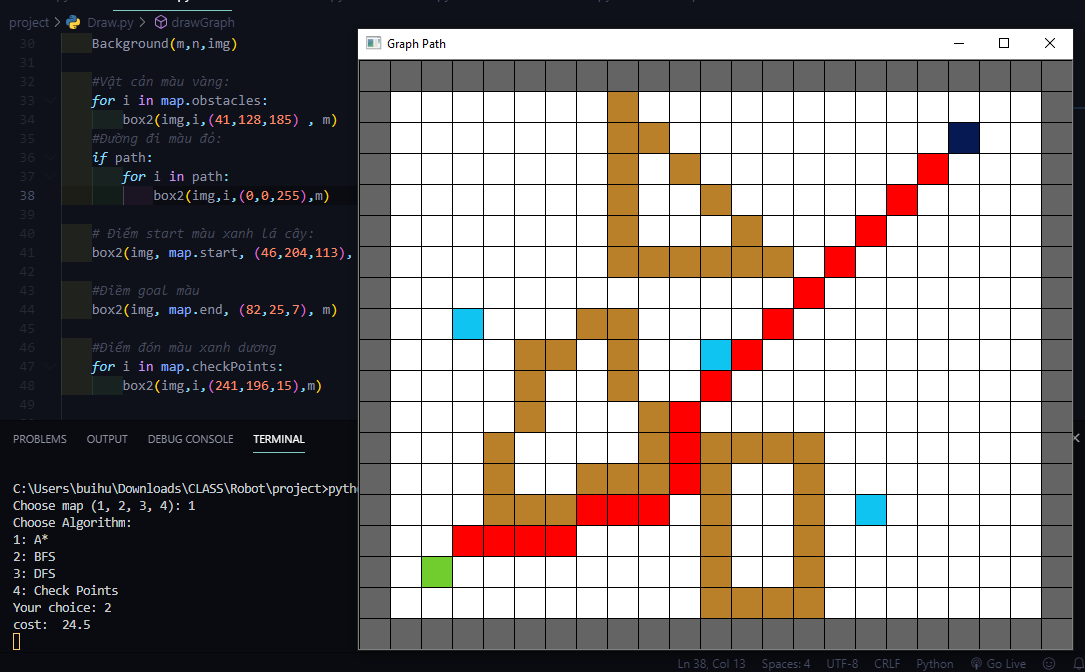 project > Draw.py > drawGraph
30 Background(m,n,img)
31
32 #Vật cản màu vàng:
33 for i in map.obstacles:
34 box2(img,i,(41,128,185) , m)
35 #Đường đi màu đỏ:
36 if path:
37 for i in path:
38 box2(img,i,(0,0,255),m)
39
40 # Điểm start màu xanh lá cây:
41 box2(img, map.start, (46,204,113),
42
43 #Điềm goal màu
44 box2(img, map.end, (82,25,7), m)
45
46 #Điểm đón màu xanh dương
47 for i in map.checkPoints:
48 box2(img,i,(241,196,15),m)
49
Graph Path
PROBLEMS OUTPUT DEBUG CONSOLE TERMINAL
C:\Users\buihu\Downloads\CLASS\Robot\project>pyth
Choose map (1, 2, 3, 4): 1
Choose Algorithm:
1: A*
2: BFS
3: DFS
4: Check Points
Your choice: 2
cost: 24.5
Ln 38, Col 13 Spaces: 4 UTF-8 CRLF Python Go Live